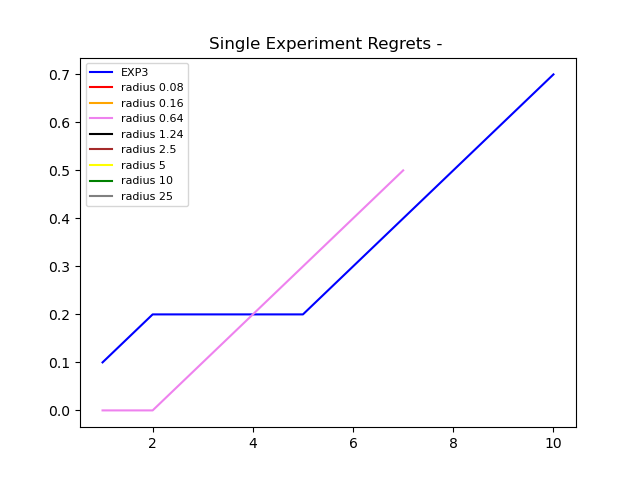 Single Experiment Regrets -
EXP3
radius 0.08
radius 0.16
radius 0.64
radius 1.24
radius 2.5
radius 5
radius 10
radius 25
0.7
0.6
0.5
0.4
0.3
0.2
0.1
0.0
2 4 6 8 10